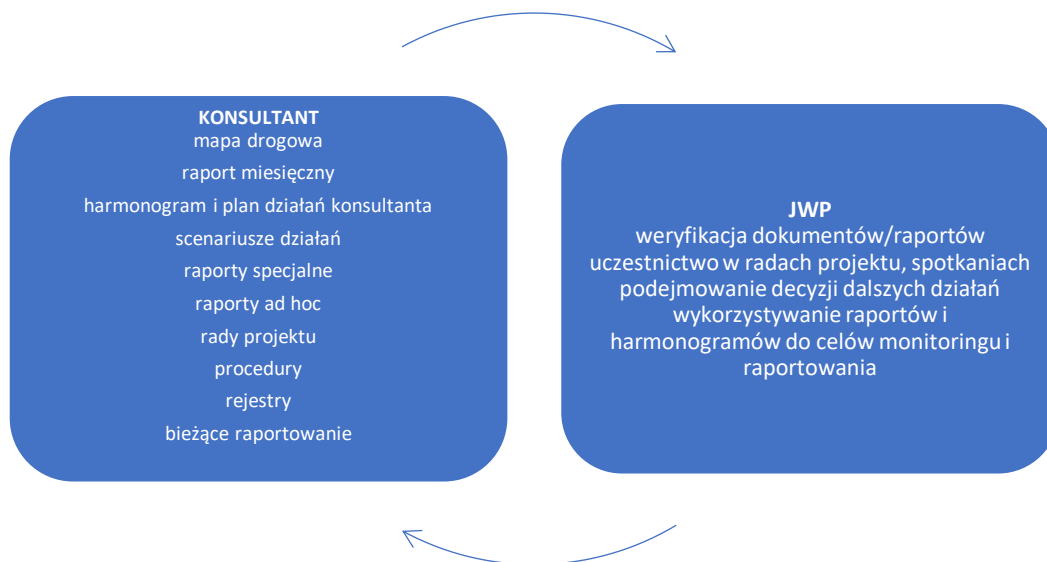 KONSULTANT
mapa drogowa
raport miesięczny
harmonogram i plan działań konsultanta
scenariusze działań
raporty specjalne
raporty ad hoc
rady projektu
procedury
rejestry
bieżące raportowanie
JWP
weryfikacja dokumentów/raportów
uczestnictwo w radach projektu, spotkaniach
podejmowanie decyzji dalszych działań
wykorzystywanie raportów i
harmonogramów do celów monitoringu i
raportowania